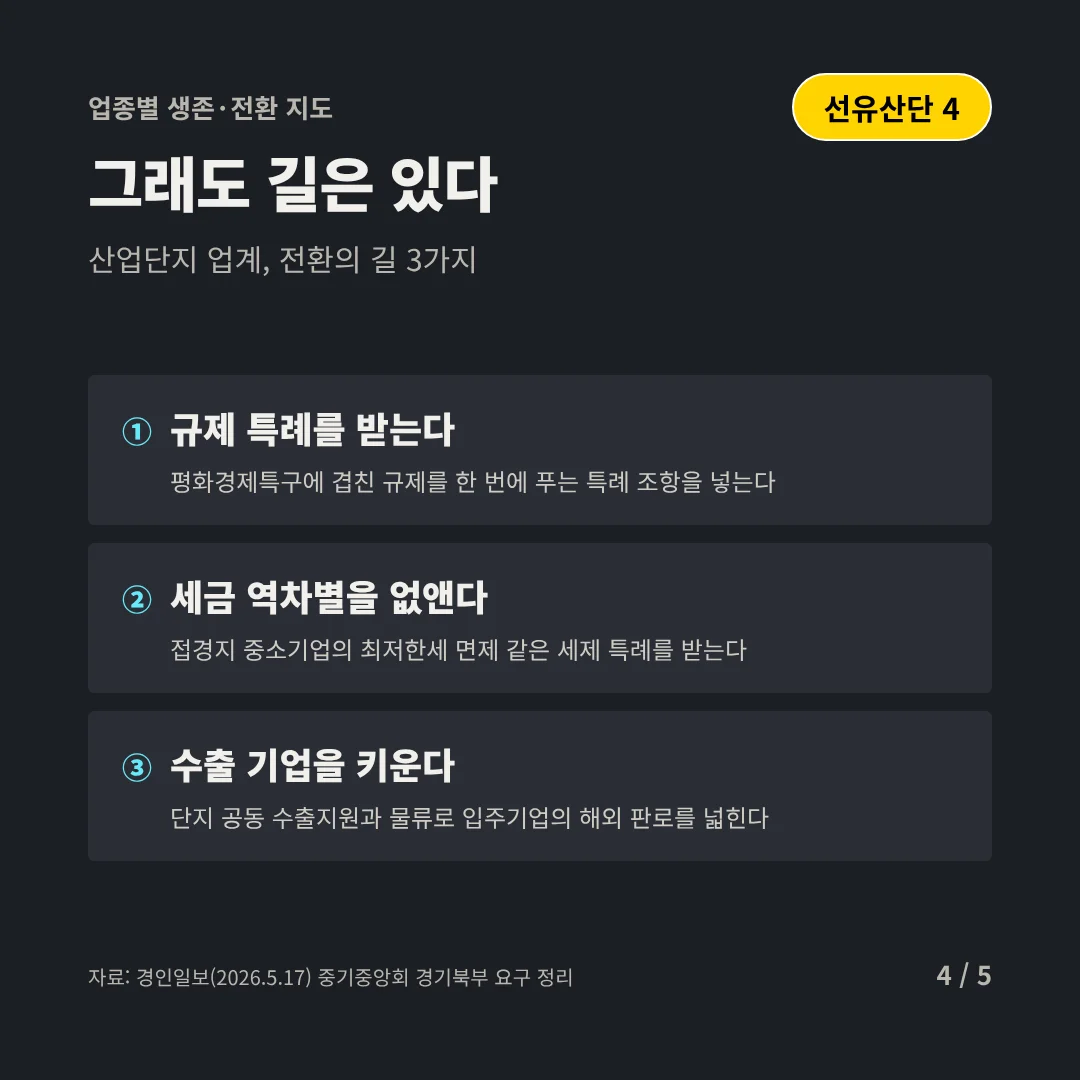 업종별 생존·전환 지도
선유산단 4
그래도 길은 있다
산업단지 업계, 전환의 길 3가지
① 규제 특례를 받는다
평화경제특구에 겹친 규제를 한 번에 푸는 특례 조항을 넣는다
② 세금 역차별을 없앤다
접경지 중소기업의 최저한세 면제 같은 세제 특례를 받는다
③ 수출 기업을 키운다
단지 공동 수출지원과 물류로 입주기업의 해외 판로를 넓힌다
자료: 경인일보(2026.5.17) 중기중앙회 경기북부 요구 정리
4 / 5